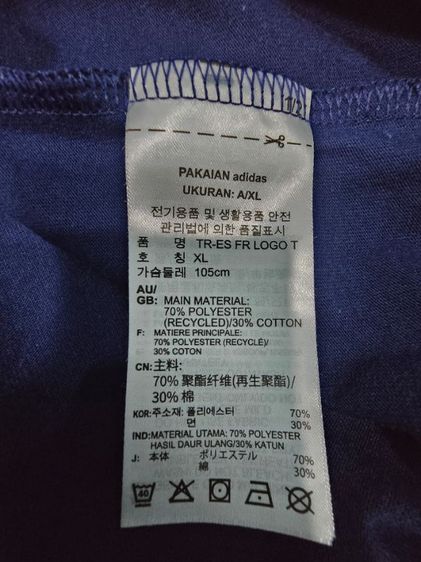 1/2
PAKAIAN adidas
UKURAN: A/XL
전기용품 및 생활용품 안전
관리법에 의한 품질표시
품 명 TR-ES FR LOGO T
호 칭 XL
가슴둘레 105cm
AU/
GB: MAIN MATERIAL:
70% POLYESTER
(RECYCLED)/30% COTTON
F: MATIERE PRINCIPALE:
70% POLYESTER (RECYCLÉ)/
30% COTON
CN:主料:
70% 聚酯纤维(再生聚酯)/
30% 棉
KOR:주소재: 폴리에스터 70%
면 30%
IND:MATERIAL UTAMA: 70% POLYESTER
HASIL DAUR ULANG/30% KATUN
J: 本体 ポリエステル 70%
綿 30%
40